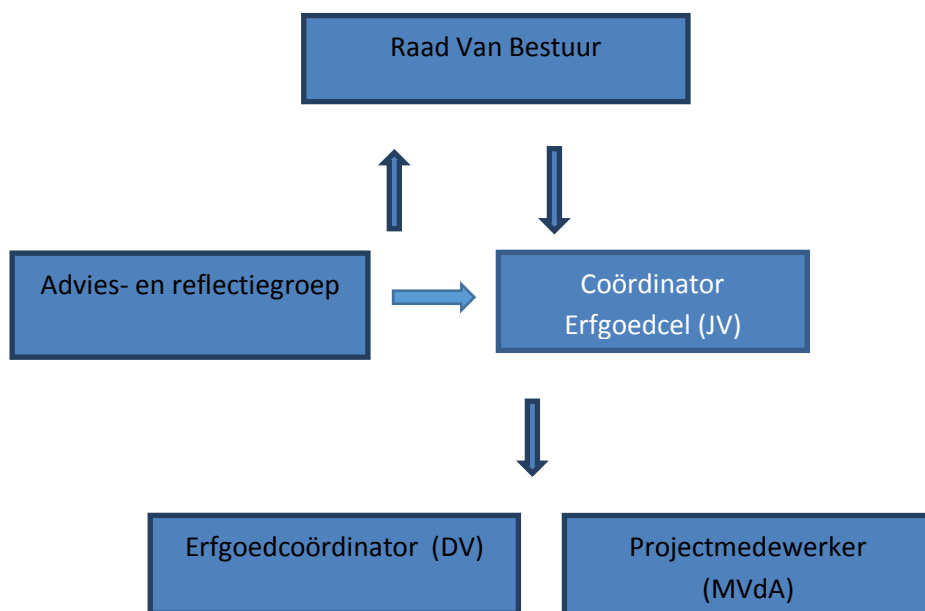 Raad Van Bestuur
Advies- en reflectiegroep
Coördinator
Erfgoedcel (JV)
Erfgoedcoördinator (DV)
Projectmedewerker
(MVdA)